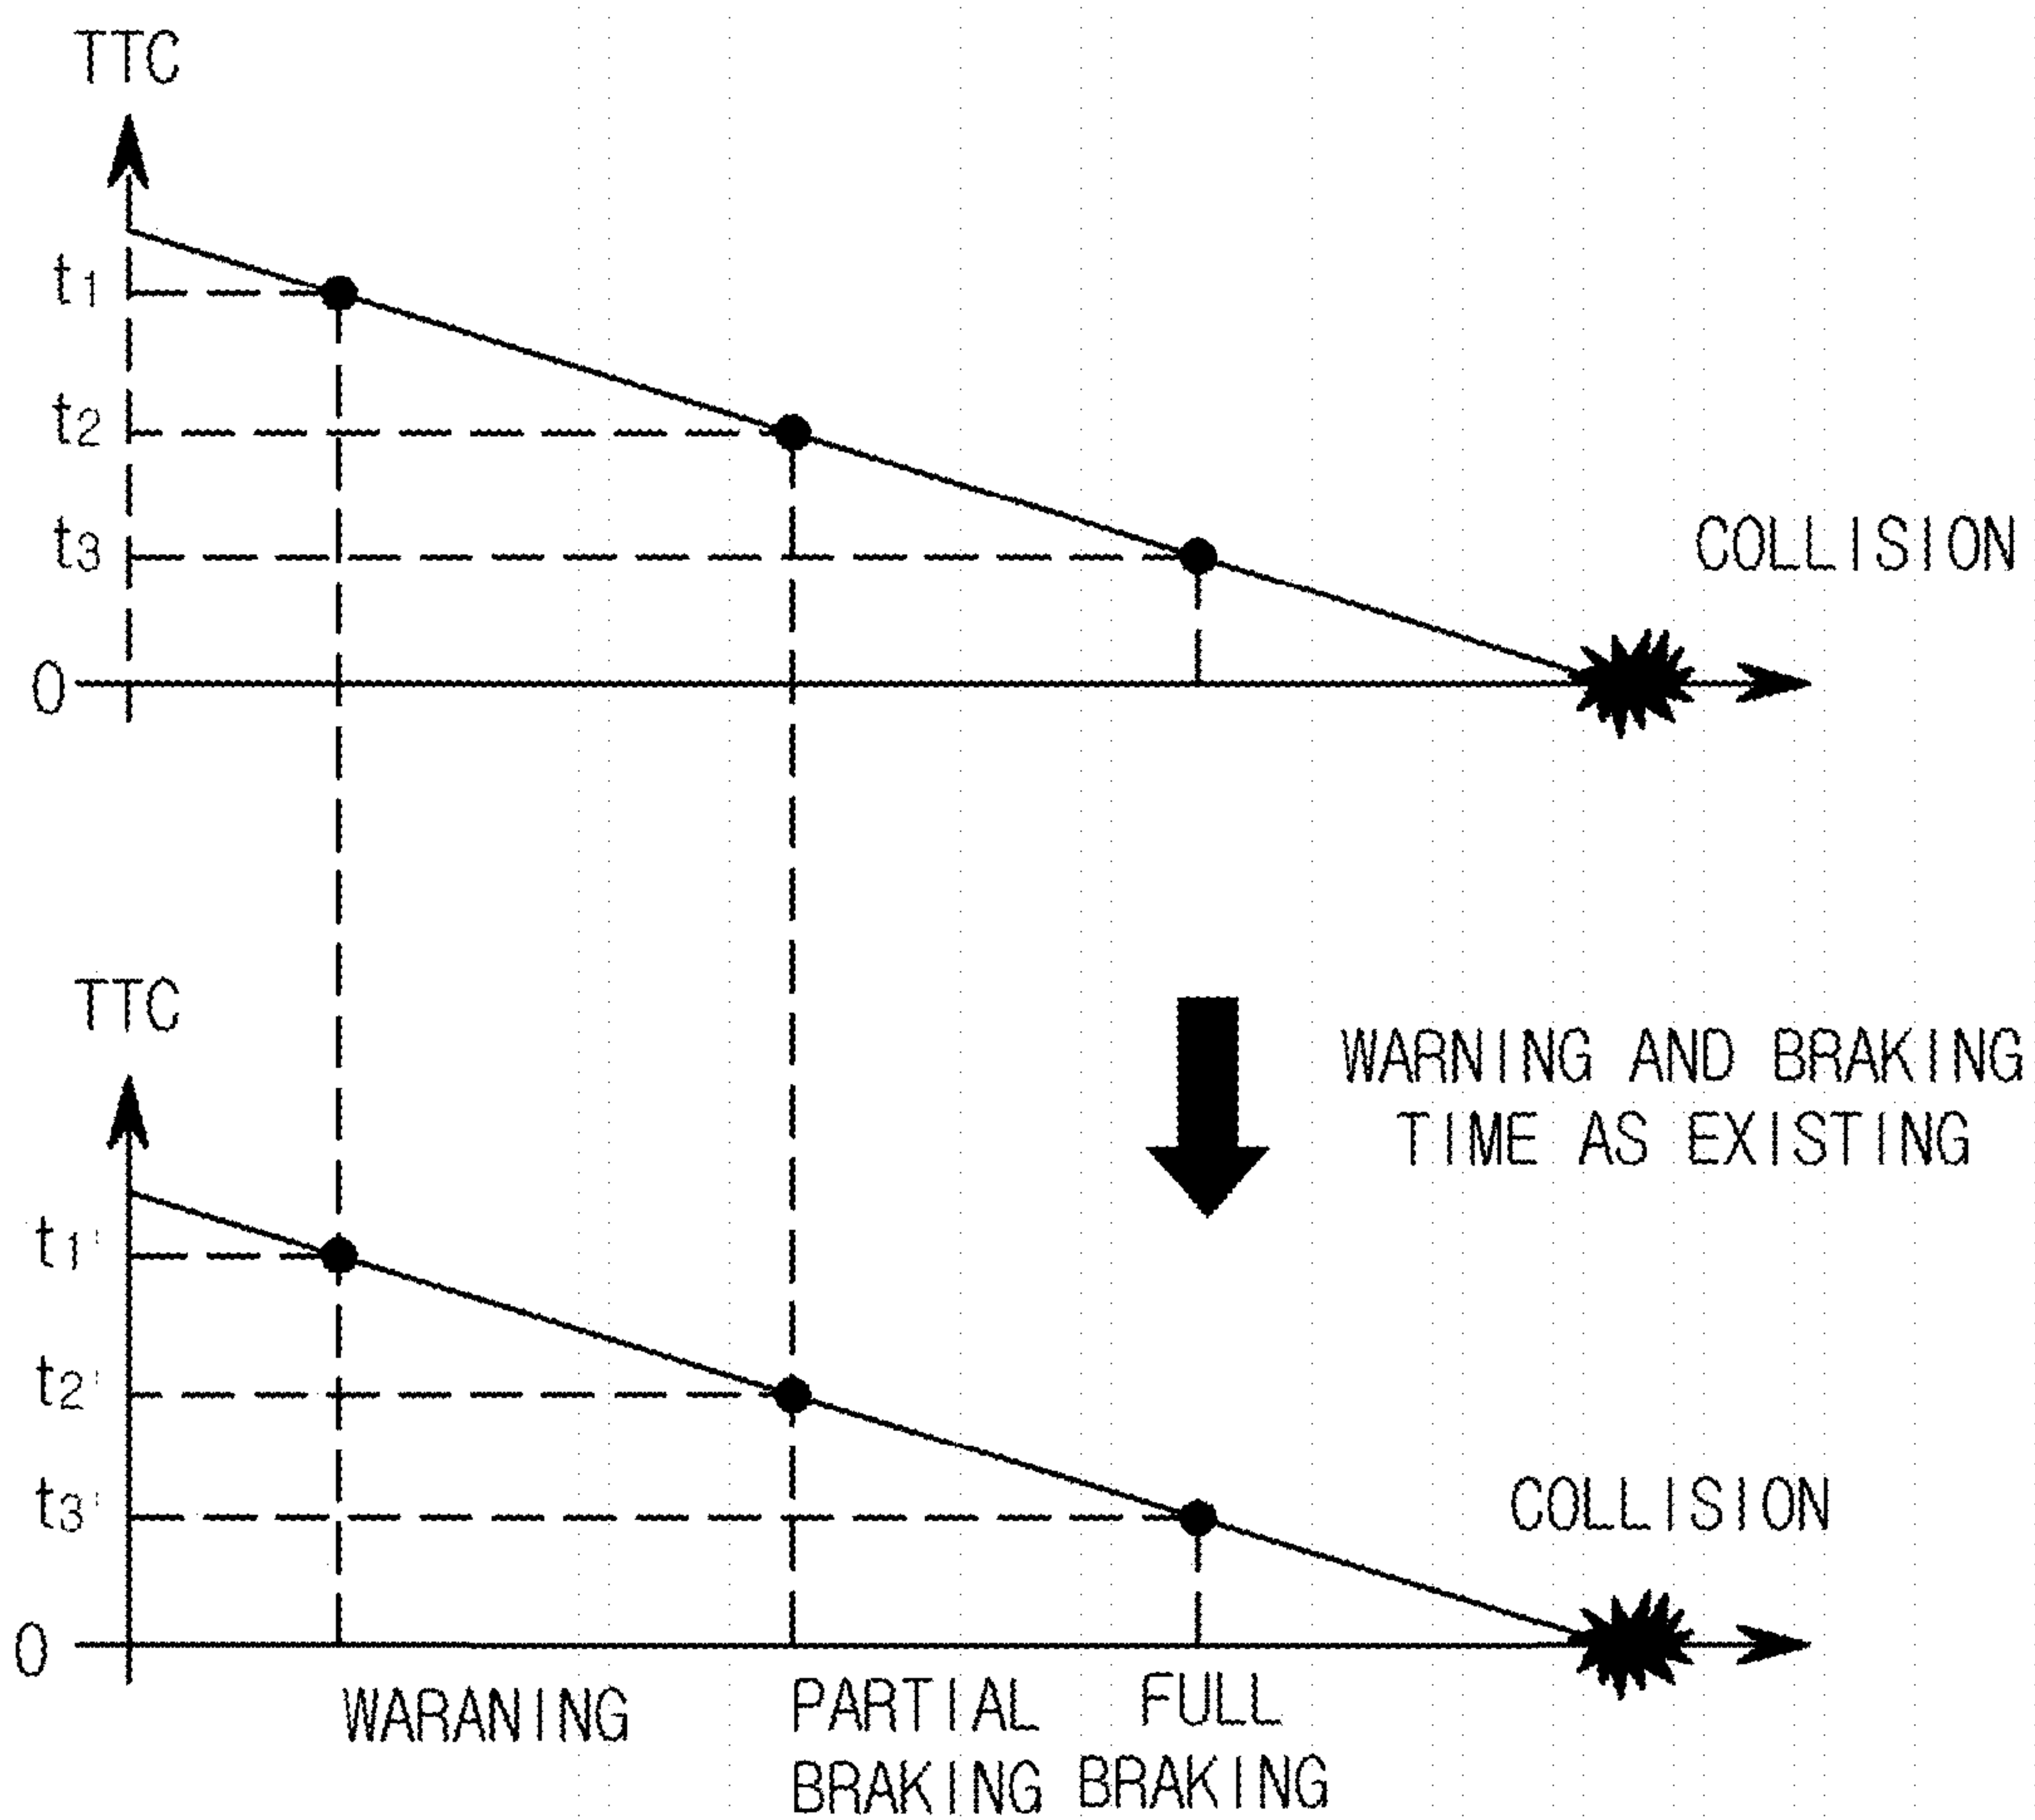 TTC
t1
t2
t3
COLLISION
0
TTC
WARNING AND BRAKING
TIME AS EXISTING
t1'
t2'
t3'
COLLISION
0
WARANING
PARTIAL
BRAKING
FULL
BRAKING